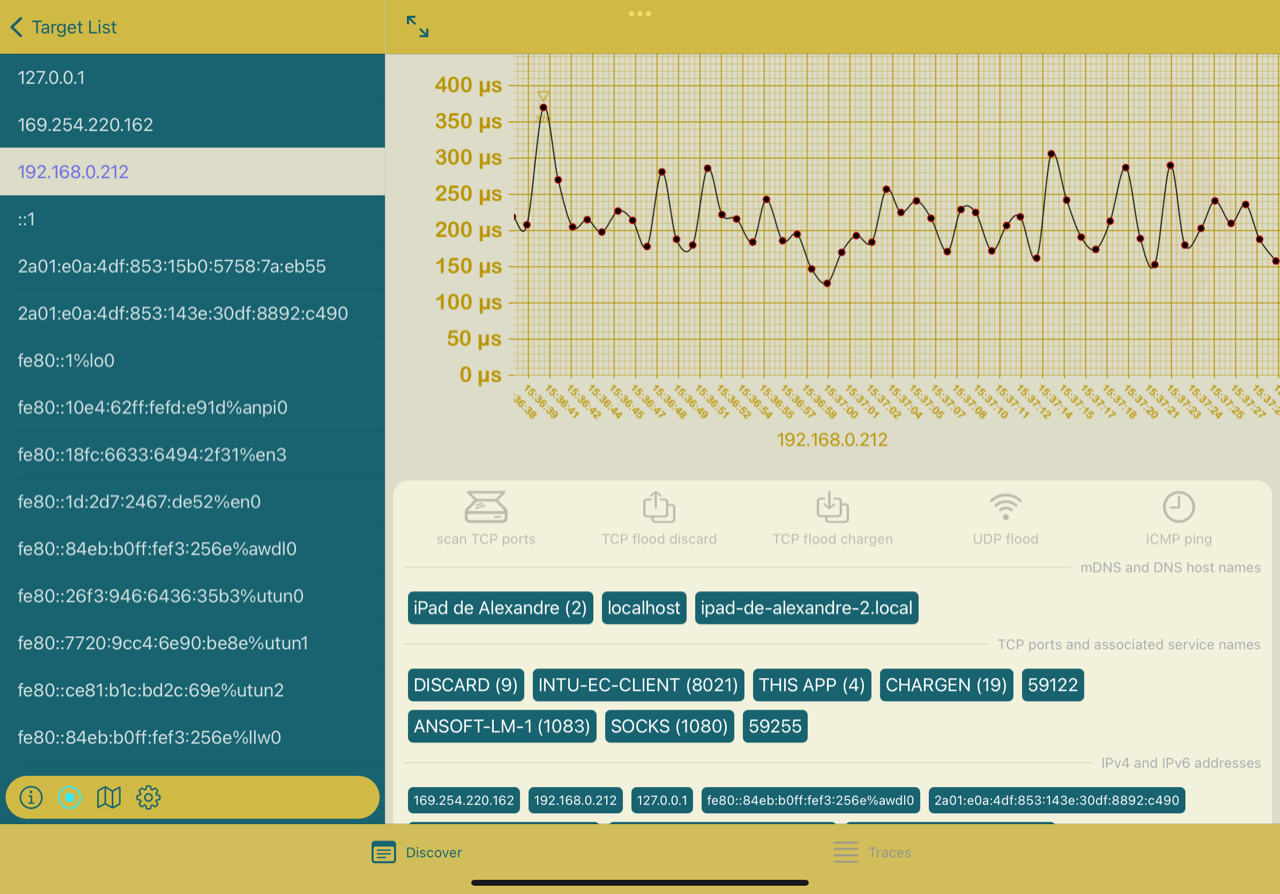 Target List
127.0.0.1
169.254.220.162
192.168.0.212
::1
2a01:e0a:4df:853:15b0:5758:7a:eb55
2a01:e0a:4df:853:143e:30df:8892:c490
fe80::1%lo0
fe80::10e4:62ff:fefd:e91d%anpi0
fe80::18fc:6633:6494:2f31%en3
fe80::1d:2d7:2467:de52%en0
fe80::84eb:b0ff:fef3:256e%awdl0
fe80::26f3:946:6436:35b3%utun0
fe80::7720:9cc4:6e90:be8e%utun1
fe80::ce81:b1c:bd2c:69e%utun2
fe80::84eb:b0ff:fef3:256e%llw0
400 µs
350 µs
300 µs
250 µs
200 µs
150 µs
100 µs
50 µs
0 µs
15:36:39
15:36:41
15:36:42
15:36:44
15:36:45
15:36:47
15:36:48
15:36:49
15:36:51
15:36:52
15:36:54
15:36:55
15:36:57
15:36:58
15:37:00
15:37:01
15:37:02
15:37:04
15:37:05
15:37:07
15:37:08
15:37:10
15:37:11
15:37:12
15:37:14
15:37:15
15:37:17
15:37:18
15:37:20
15:37:21
15:37:23
15:37:24
15:37:25
192.168.0.212
scan TCP ports
TCP flood discard
TCP flood chargen
UDP flood
ICMP ping
mDNS and DNS host names
iPad de Alexandre (2) localhost ipad-de-alexandre-2.local
TCP ports and associated service names
DISCARD (9) INTU-EC-CLIENT (8021) THIS APP (4) CHARGEN (19) 59122
ANSOFT-LM-1 (1083) SOCKS (1080) 59255
IPv4 and IPv6 addresses
169.254.220.162 192.168.0.212 127.0.0.1 fe80::84eb:b0ff:fef3:256e%awdl0 2a01:e0a:4df:853:143e:30df:8892:c490
Discover
Traces